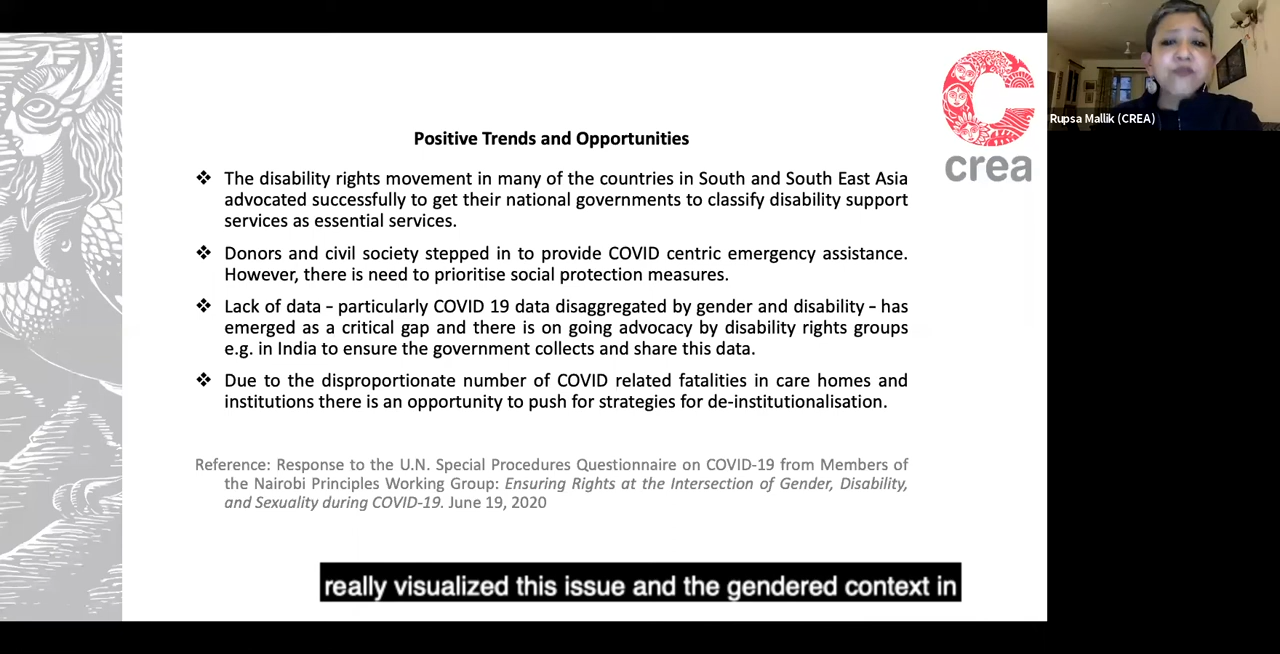 Positive Trends and Opportunities
❖ The disability rights movement in many of the countries in South and South East Asia
advocated successfully to get their national governments to classify disability support
services as essential services.
❖ Donors and civil society stepped in to provide COVID centric emergency assistance.
However, there is need to prioritise social protection measures.
❖ Lack of data - particularly COVID 19 data disaggregated by gender and disability - has
emerged as a critical gap and there is on going advocacy by disability rights groups
e.g. in India to ensure the government collects and share this data.
❖ Due to the disproportionate number of COVID related fatalities in care homes and
institutions there is an opportunity to push for strategies for de-institutionalisation.
Reference: Response to the U.N. Special Procedures Questionnaire on COVID-19 from Members of
the Nairobi Principles Working Group: Ensuring Rights at the Intersection of Gender, Disability,
and Sexuality during COVID-19. June 19, 2020
crea
Rupsa Mallik (CREA)
really visualized this issue and the gendered context in